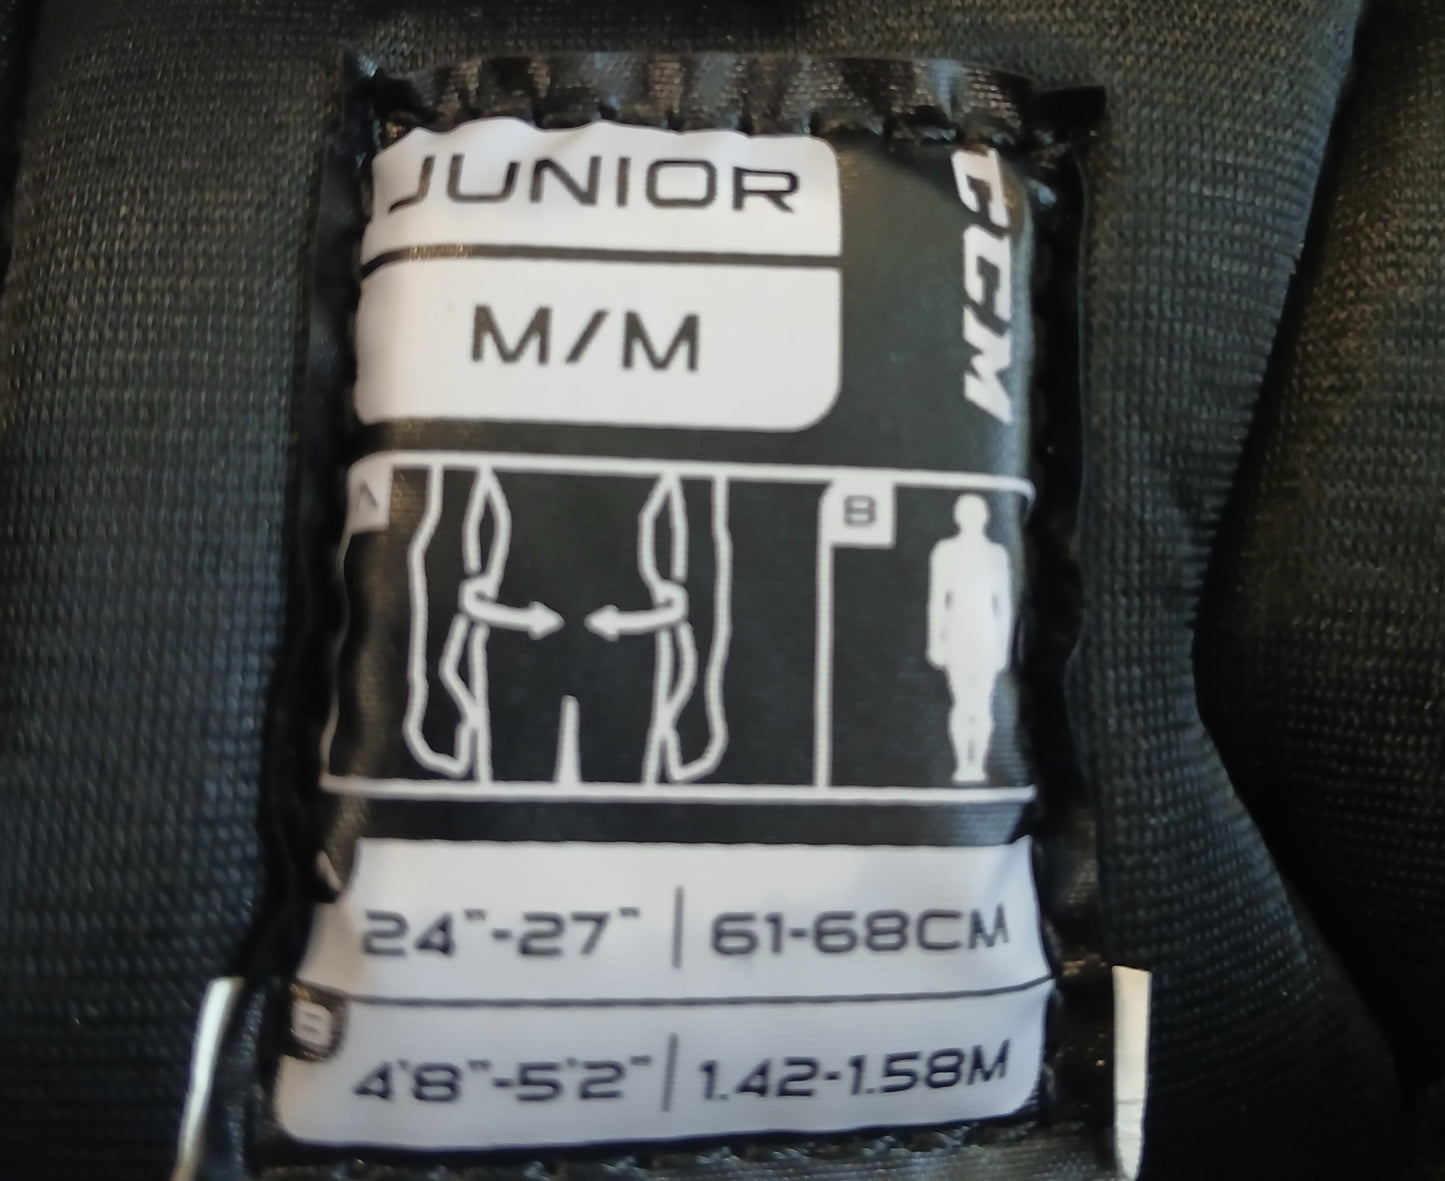 JUNIOR
CCM
M/M
A
B
24"-27" | 61-68CM
B
4'8"-5'2" | 1.42-1.58M